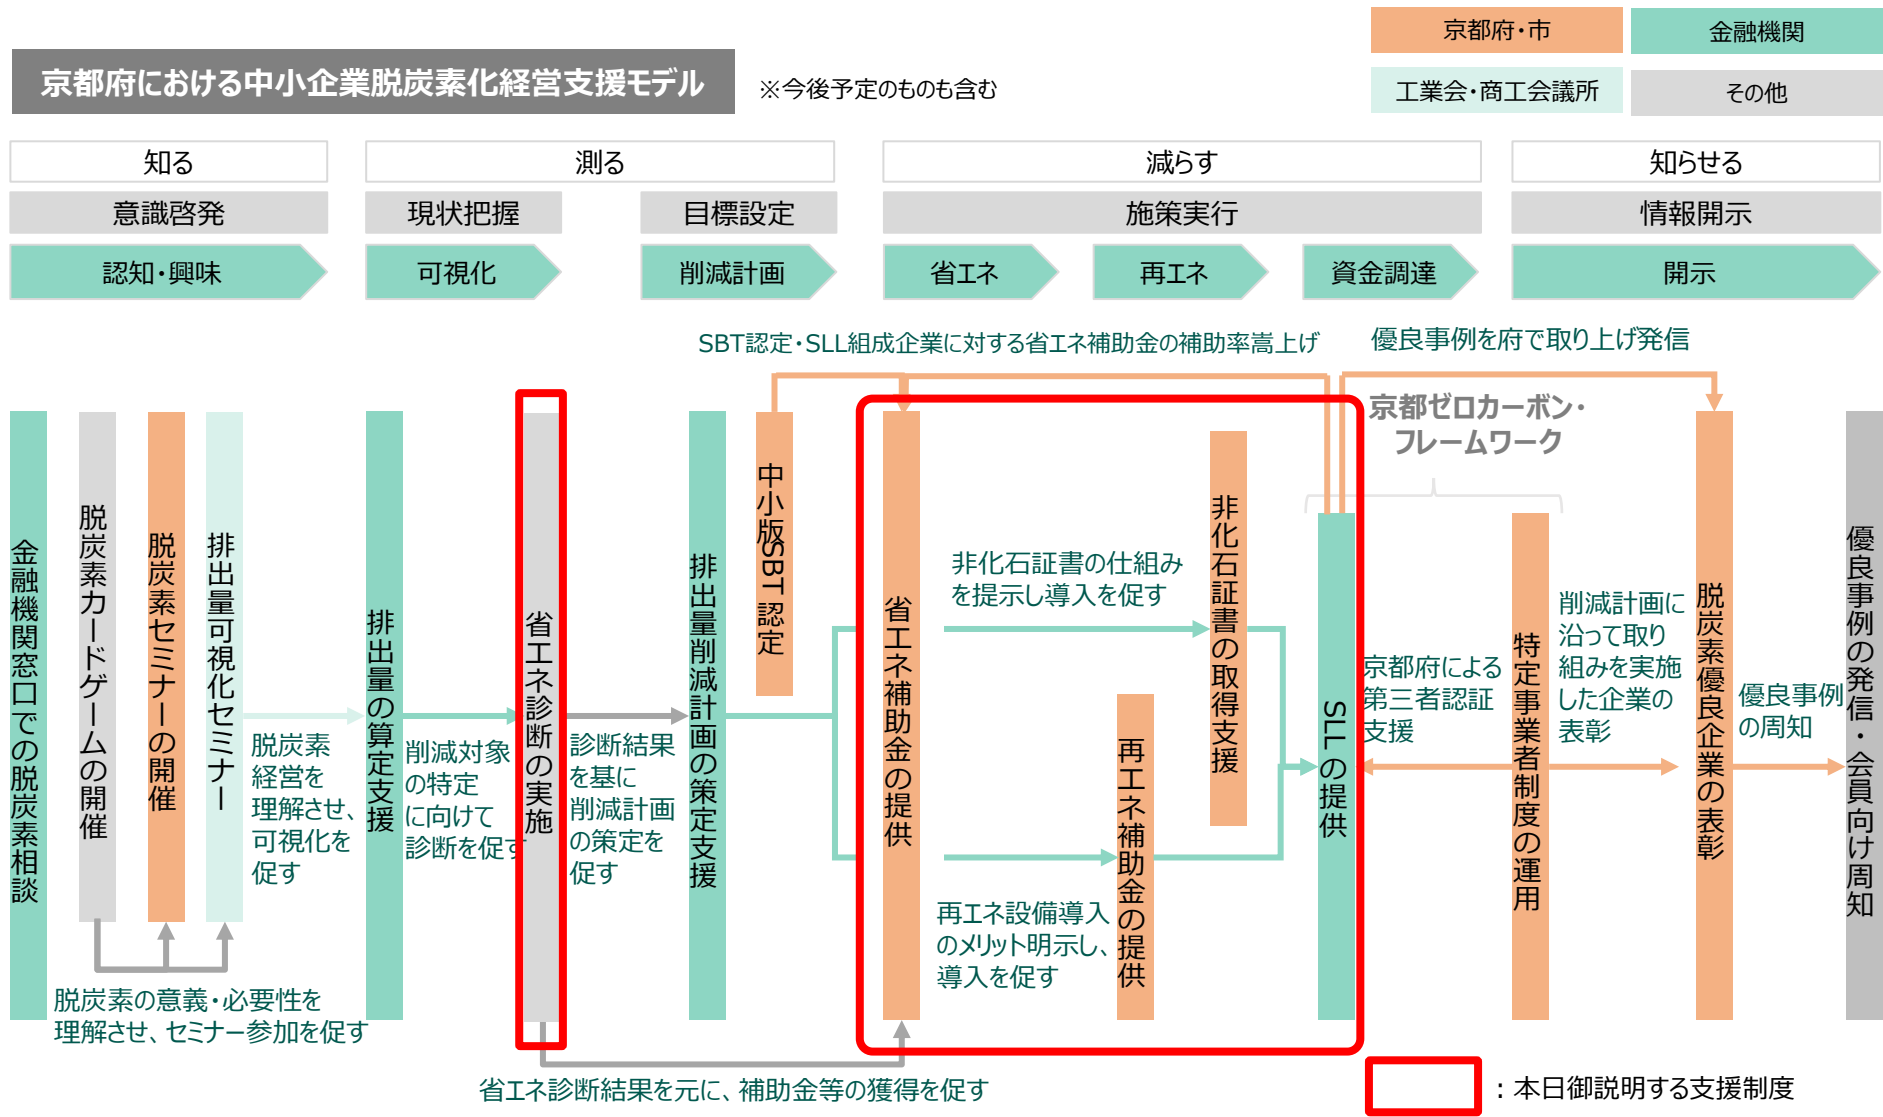 京都府・市
金融機関
工業会・商工会議所
その他
京都府における中小企業脱炭素化経営支援モデル
※今後予定のものも含む
知る
測る
減らす
知らせる
意識啓発
現状把握
目標設定
施策実行
情報開示
認知・興味
可視化
削減計画
省エネ
再エネ
資金調達
開示
SBT認定・SLL組成企業に対する省エネ補助金の補助率嵩上げ
優良事例を府で取り上げ発信
京都ゼロカーボン・
フレームワーク
金融機関窓口での脱炭素相談
脱炭素カードゲームの開催
脱炭素セミナーの開催
排出量可視化セミナー
脱炭素
経営を
理解させ、
可視化を
促す
脱炭素の意義・必要性を
理解させ、セミナー参加を促す
排出量の算定支援
削減対象
の特定
に向けて
診断を促す
省エネ診断の実施
診断結果
を基に
削減計画
の策定を
促す
排出量削減計画の策定支援
中小版SBT認定
省エネ補助金の提供
非化石証書の仕組み
を提示し導入を促す
非化石証書の取得支援
再エネ設備導入
のメリット明示し、
導入を促す
再エネ補助金の提供
SLLの提供
京都府による
第三者認証
支援
特定事業者制度の運用
削減計画に
沿って取り
組みを実施
した企業の
表彰
脱炭素優良企業の表彰
優良事例
の周知
優良事例の発信・会員向け周知
省エネ診断結果を元に、補助金等の獲得を促す
：本日御説明する支援制度